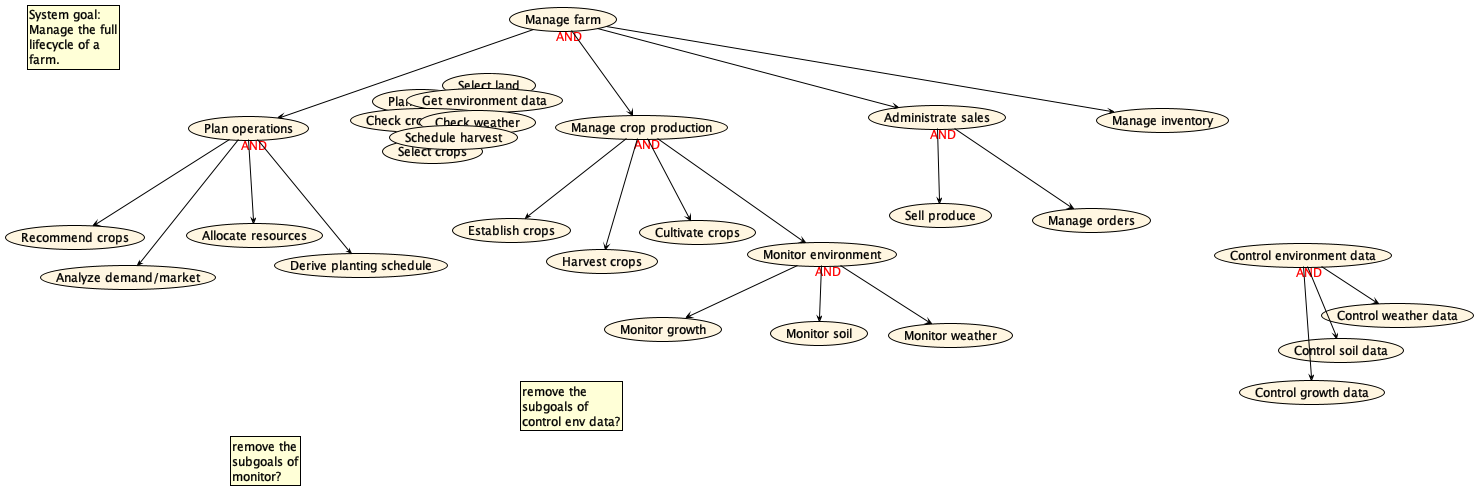 System goal:
Manage the full
lifecycle of a
farm.
Manage farm
AND
Select land
Plan
Get environment data
Check
Check weather
Schedule harvest
Select crops
Plan operations
AND
Manage crop production
AND
Administrate sales
AND
Manage inventory
Recommend crops
Allocate resources
Analyze demand/market
Derive planting schedule
Establish crops
Harvest crops
Cultivate crops
Monitor environment
AND
Sell produce
Manage orders
Monitor growth
Monitor soil
Monitor weather
Control environment data
AND
Control weather data
Control soil data
Control growth data
remove the
subgoals of
control env data?
remove the
subgoals of
monitor?